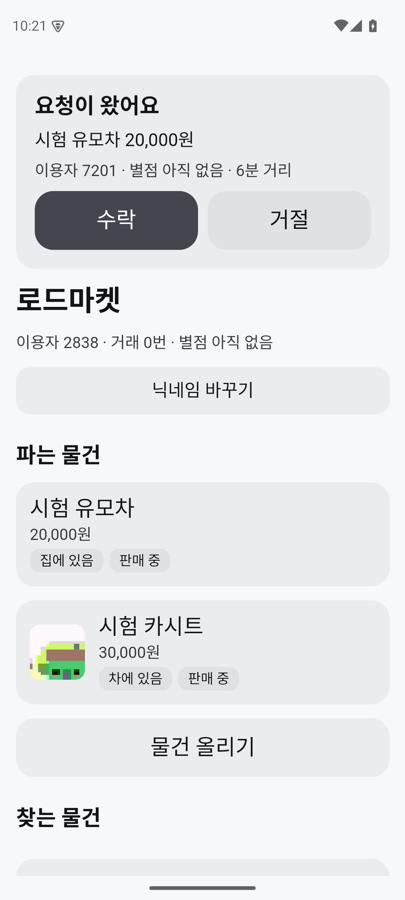 10:21
요청이 왔어요
시험 유모차 20,000원
이용자 7201 · 별점 아직 없음 · 6분 거리
수락 거절
로드마켓
이용자 2838 · 거래 0번 · 별점 아직 없음
닉네임 바꾸기
파는 물건
시험 유모차
20,000원
집에 있음 판매 중
시험 카시트
30,000원
차에 있음 판매 중
물건 올리기
찾는 물건